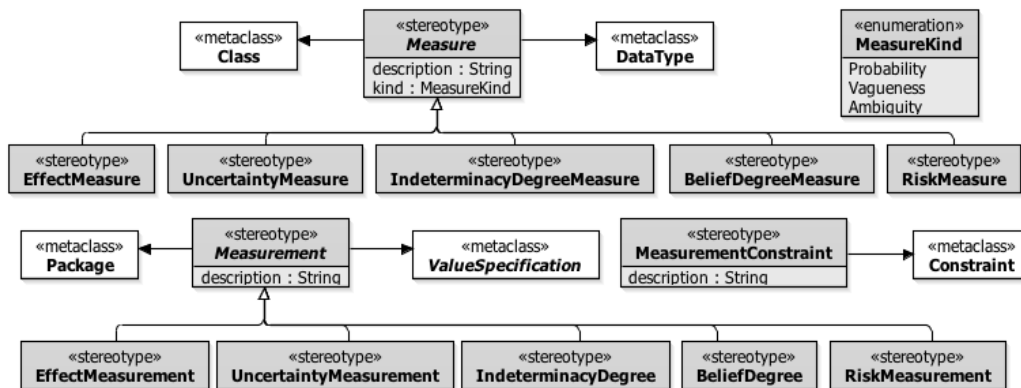 «metaclass»
Class
«stereotype»
Measure
description : String
kind : MeasureKind
«metaclass»
DataType
«enumeration»
MeasureKind
Probability
Vagueness
Ambiguity
«stereotype»
EffectMeasure
«stereotype»
UncertaintyMeasure
«stereotype»
IndeterminacyDegreeMeasure
«stereotype»
BeliefDegreeMeasure
«stereotype»
RiskMeasure
«metaclass»
Package
«stereotype»
Measurement
description : String
«metaclass»
ValueSpecification
«stereotype»
MeasurementConstraint
description : String
«metaclass»
Constraint
«stereotype»
EffectMeasurement
«stereotype»
UncertaintyMeasurement
«stereotype»
IndeterminacyDegree
«stereotype»
BeliefDegree
«stereotype»
RiskMeasurement